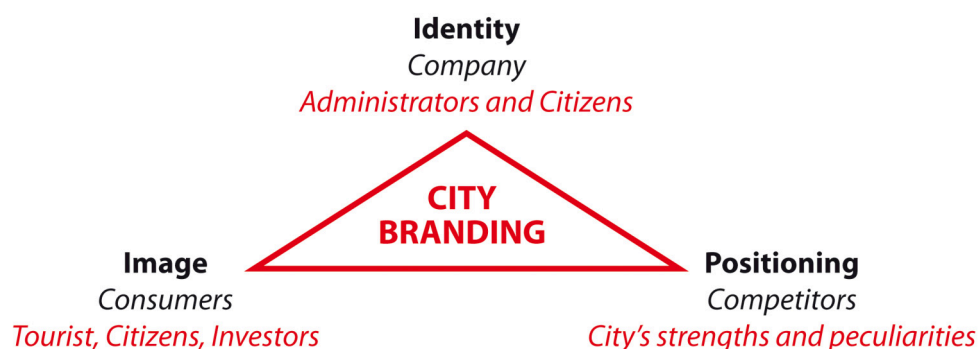 Identity
Company
Administrators and Citizens
CITY
BRANDING
Image
Consumers
Tourist, Citizens, Investors
Positioning
Competitors
City's strengths and peculiarities